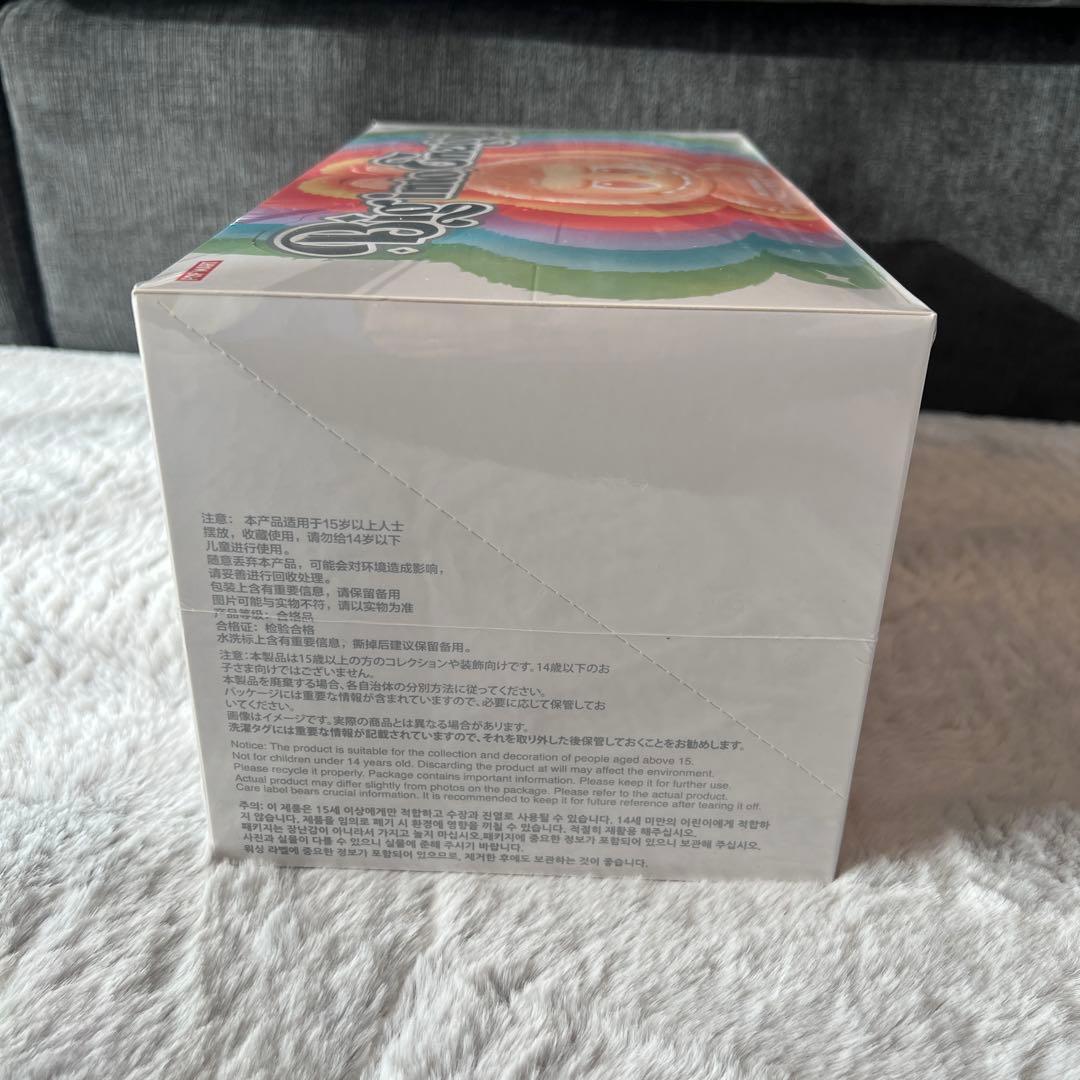 Big into Energy
POP MART
注意： 本产品适用于15岁以上人士
摆放，收藏使用，请勿给14岁以下
儿童进行使用。
随意丢弃本产品，可能会对环境造成影响，
请妥善进行回收处理。
包装上含有重要信息，请保留备用
图片可能与实物不符，请以实物为准
产品等级：合格品
合格证：检验合格
水洗标上含有重要信息，撕掉后建议保留备用。
注意:本製品は15歳以上の方のコレクションや装飾向けです。14歳以下のお
子さま向けではございません。
本製品を廃棄する場合、各自治体の分別方法に従ってください。
パッケージには重要な情報が含まれていますので、必要に応じて保管してお
いてください。
画像はイメージです。実際の商品とは異なる場合があります。
洗濯タグには重要な情報が記載されていますので、それを取り外した後保管しておくことをお勧めします。
Notice: The product is suitable for the collection and decoration of people aged above 15.
Not for children under 14 years old. Discarding the product at will may affect the environment.
Please recycle it properly. Package contains important information. Please keep it for further use.
Actual product may differ slightly from photos on the package. Please refer to the actual product.
Care label bears crucial information. It is recommended to keep it for future reference after tearing it off.
주의: 이 제품은 15세 이상에게만 적합하고 수장과 진열로 사용될 수 있습니다. 14세 미만의 어린이에게 적합하
지 않습니다. 제품을 임의로 폐기 시 환경에 영향을 끼칠 수 있습니다. 적절히 재활용 해주십시오.
패키지는 장난감이 아니라서 가지고 놀지 마십시오.패키지에 중요한 정보가 포함되어 있으니 보관해 주십시오.
사진과 실물이 다를 수 있으니 실물에 준해 주시기 바랍니다.
워싱 라벨에 중요한 정보가 포함되어 있으므로, 제거한 후에도 보관하는 것이 좋습니다.